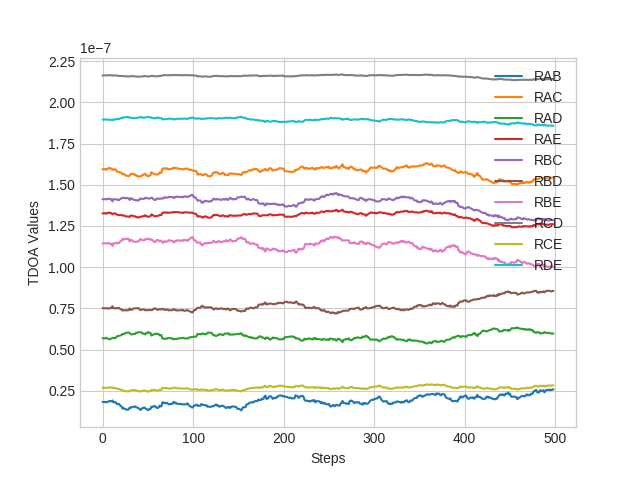 1e−7
2.25
2.00
1.75
1.50
1.25
1.00
0.75
0.50
0.25
TDOA Values
0
100
200
300
400
500
Steps
RAB
RAC
RAD
RAE
RBC
RBD
RBE
RCD
RCE
RDE